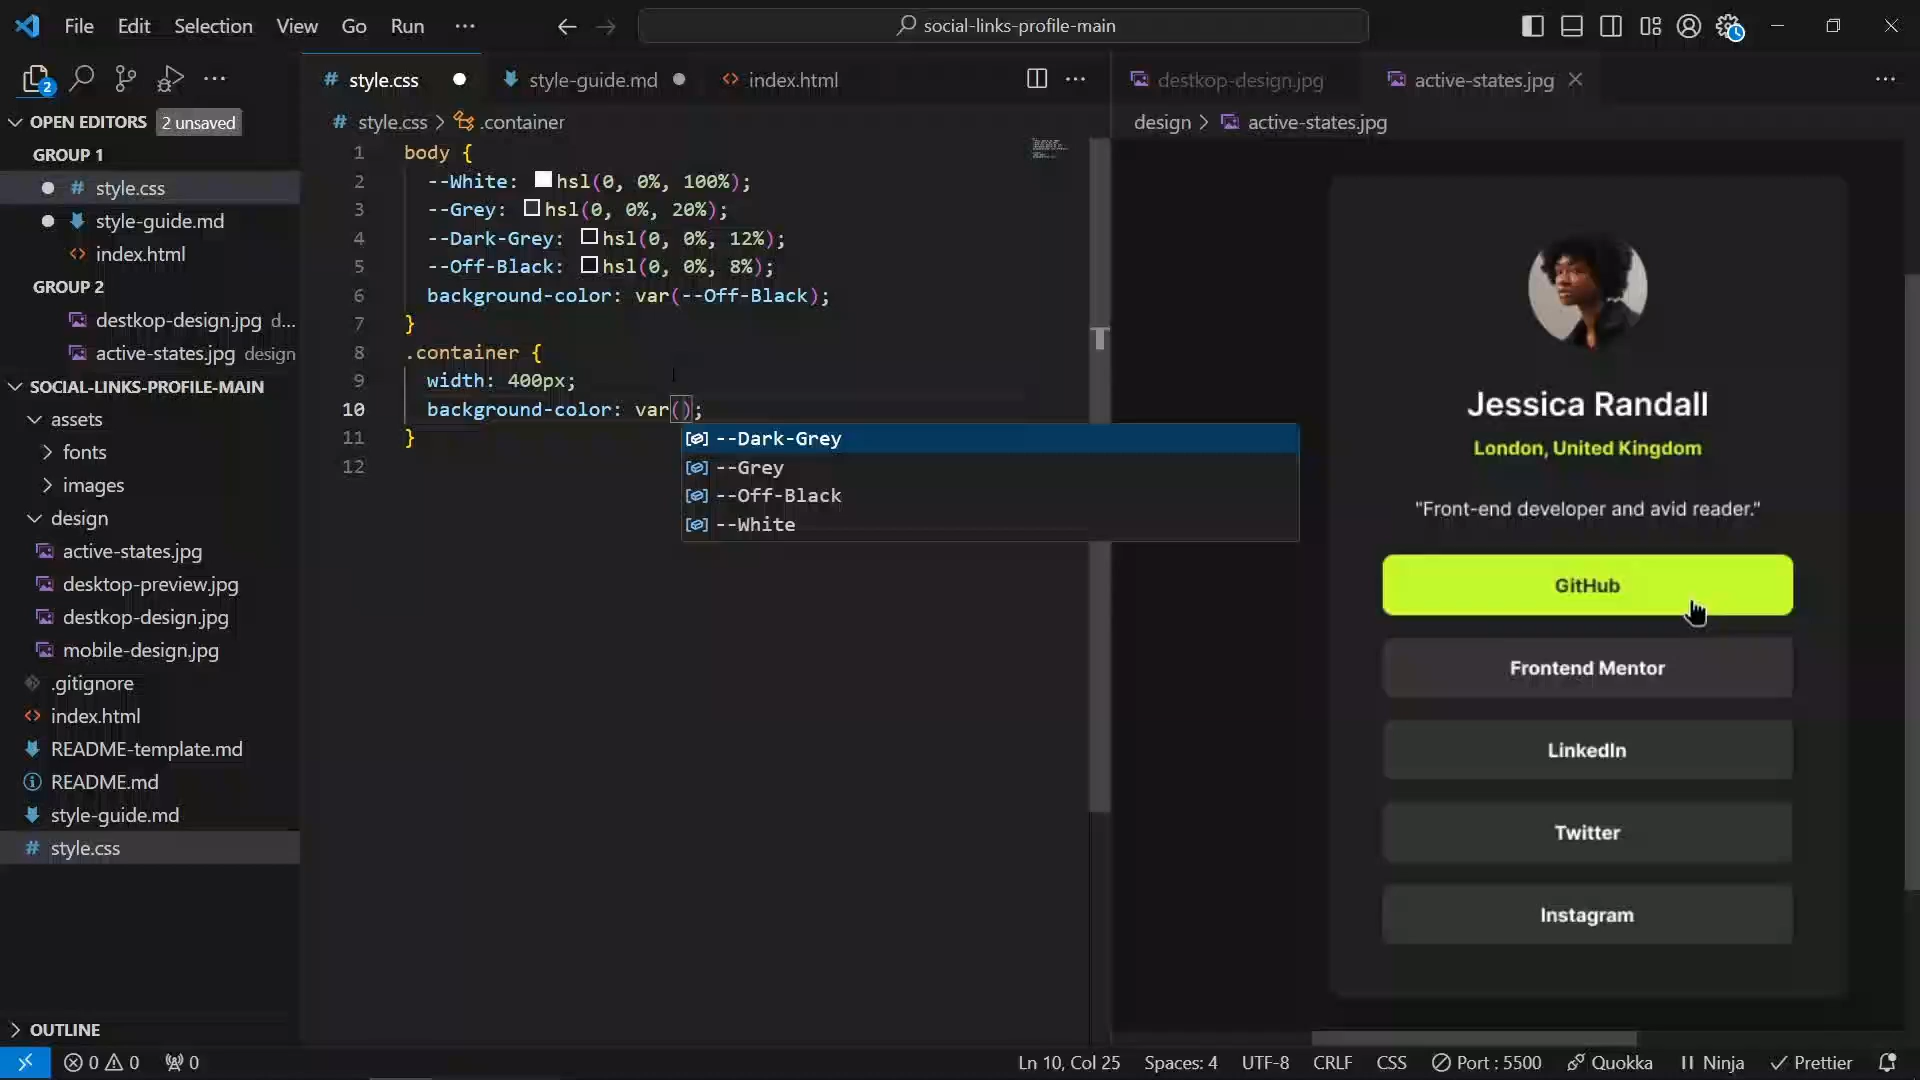 File Edit Selection View Go Run ··· social-links-profile-main
2
# style.css style-guide.md <> index.html ··· destkop-design.jpg active-states.jpg ···
OPEN EDITORS 2 unsaved
GROUP 1
# style.css
style-guide.md
<> index.html
GROUP 2
destkop-design.jpg d...
active-states.jpg design
SOCIAL-LINKS-PROFILE-MAIN
assets
fonts
images
design
active-states.jpg
desktop-preview.jpg
destkop-design.jpg
mobile-design.jpg
.gitignore
<> index.html
README-template.md
README.md
style-guide.md
# style.css
OUTLINE
# style.css > .container
1 body {
2 --White: hsl(0, 0%, 100%);
3 --Grey: hsl(0, 0%, 20%);
4 --Dark-Grey: hsl(0, 0%, 12%);
5 --Off-Black: hsl(0, 0%, 8%);
6 background-color: var(--Off-Black);
7 }
8 .container {
9 width: 400px;
10 background-color: var();
11 }
12
--Dark-Grey
--Grey
--Off-Black
--White
design > active-states.jpg
Jessica Randall
London, United Kingdom
"Front-end developer and avid reader."
GitHub
Frontend Mentor
LinkedIn
Twitter
Instagram
0 0 0 Ln 10, Col 25 Spaces: 4 UTF-8 CRLF CSS Port : 5500 Quokka Ninja Prettier